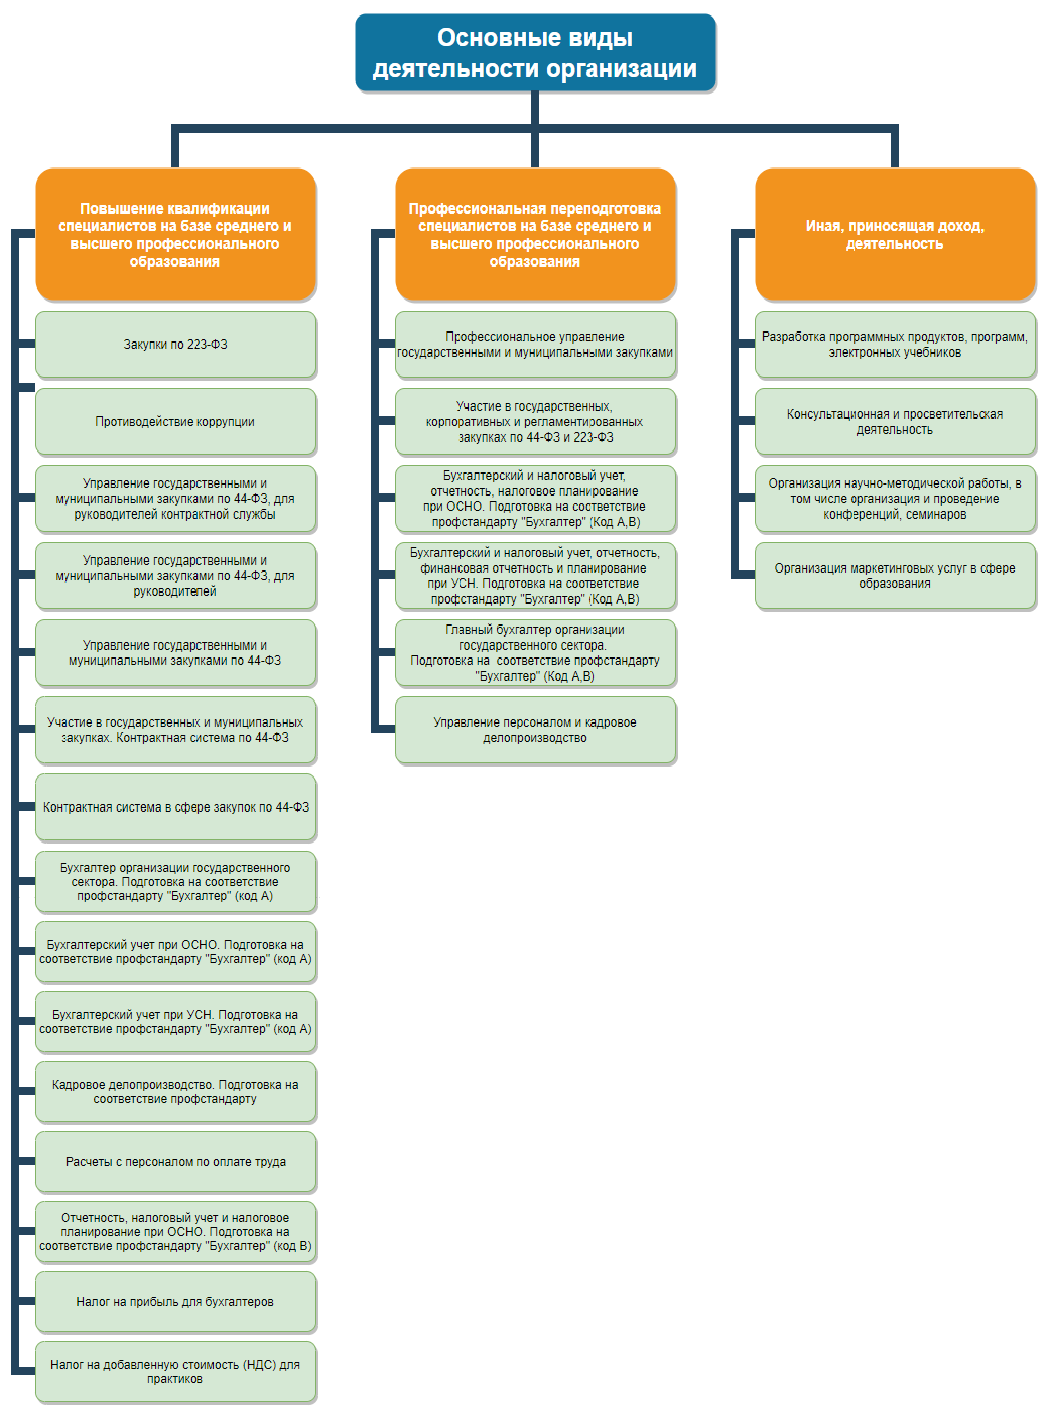 Основные виды
деятельности организации
Повышение квалификации
специалистов на базе среднего и
высшего профессионального
образования
Закупки по 223-ФЗ
Противодействие коррупции
Управление государственными и
муниципальными закупками по 44-ФЗ, для
руководителей контрактной службы
Управление государственными и
муниципальными закупками по 44-ФЗ, для
руководителей
Управление государственными и
муниципальными закупками по 44-ФЗ
Участие в государственных и муниципальных
закупках. Контрактная система по 44-ФЗ
Контрактная система в сфере закупок по 44-ФЗ
Бухгалтер организации государственного
сектора. Подготовка на соответствие
профстандарту "Бухгалтер" (код А)
Бухгалтерский учет при ОСНО. Подготовка на
соответствие профстандарту "Бухгалтер" (код А)
Бухгалтерский учет при УСН. Подготовка на
соответствие профстандарту "Бухгалтер" (код А)
Кадровое делопроизводство. Подготовка на
соответствие профстандарту
Расчеты с персоналом по оплате труда
Отчетность, налоговый учет и налоговое
планирование при ОСНО. Подготовка на
соответствие профстандарту "Бухгалтер" (код В)
Налог на прибыль для бухгалтеров
Налог на добавленную стоимость (НДС) для
практиков
Профессиональная переподготовка
специалистов на базе среднего и
высшего профессионального
образования
Профессиональное управление
государственными и муниципальными закупками
Участие в государственных,
корпоративных и регламентированных
закупках по 44-ФЗ и 223-ФЗ
Бухгалтерский и налоговый учет,
отчетность, налоговое планирование
при ОСНО. Подготовка на соответствие
профстандарту "Бухгалтер" (Код А,В)
Бухгалтерский и налоговый учет, отчетность,
финансовая отчетность и планирование
при УСН. Подготовка на соответствие
профстандарту "Бухгалтер" (Код А,В)
Главный бухгалтер организации
государственного сектора.
Подготовка на соответствие профстандарту
"Бухгалтер" (Код А,В)
Управление персоналом и кадровое
делопроизводство
Иная, приносящая доход,
деятельность
Разработка программных продуктов, программ,
электронных учебников
Консультационная и просветительская
деятельность
Организация научно-методической работы, в
том числе организация и проведение
конференций, семинаров
Организация маркетинговых услуг в сфере
образования